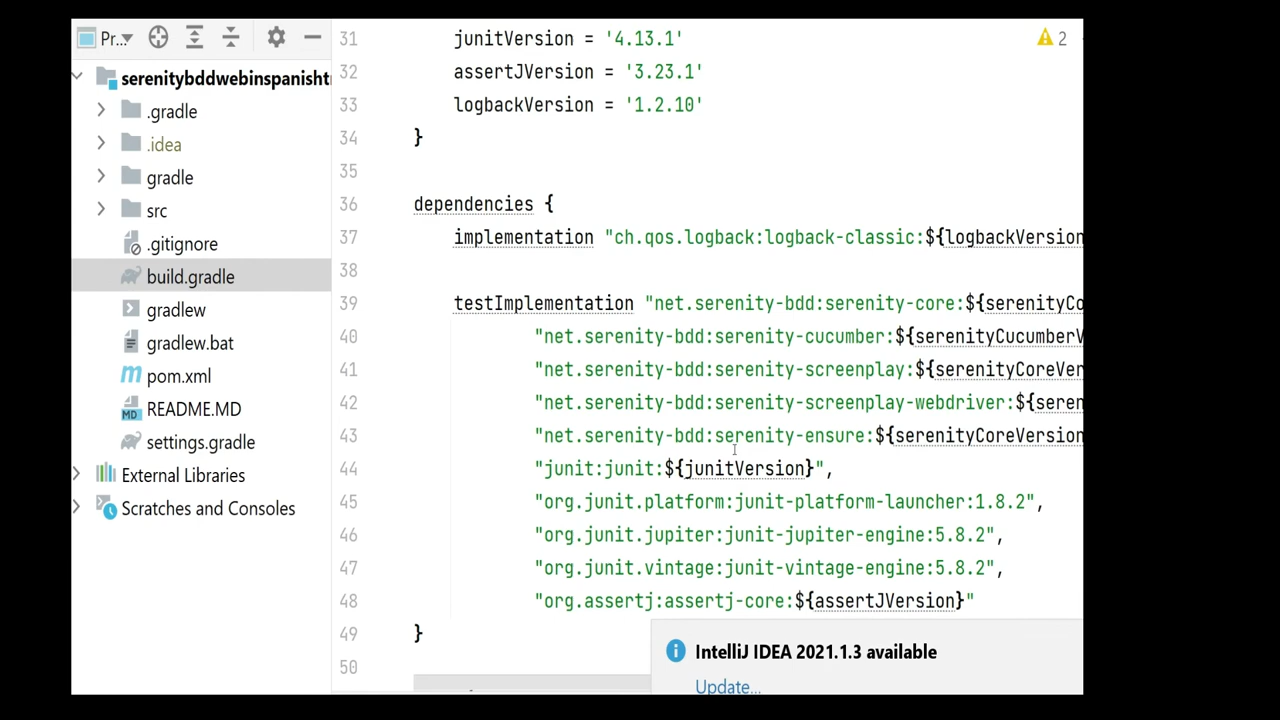 Pr...
serenitybddwebinspanisht
.gradle
.idea
gradle
src
.gitignore
build.gradle
gradlew
gradlew.bat
pom.xml
README.MD
settings.gradle
External Libraries
Scratches and Consoles
2
31 junitVersion = '4.13.1'
32 assertJVersion = '3.23.1'
33 logbackVersion = '1.2.10'
34 }
35
36 dependencies {
37 implementation "ch.qos.logback:logback-classic:${logbackVersion
38
39 testImplementation "net.serenity-bdd:serenity-core:${serenityCo
40 "net.serenity-bdd:serenity-cucumber:${serenityCucumberV
41 "net.serenity-bdd:serenity-screenplay:${serenityCoreVer
42 "net.serenity-bdd:serenity-screenplay-webdriver:${seren
43 "net.serenity-bdd:serenity-ensure:${serenityCoreVersion
44 "junit:junit:${junitVersion}",
45 "org.junit.platform:junit-platform-launcher:1.8.2",
46 "org.junit.jupiter:junit-jupiter-engine:5.8.2",
47 "org.junit.vintage:junit-vintage-engine:5.8.2",
48 "org.assertj:assertj-core:${assertJVersion}"
49 }
50
IntelliJ IDEA 2021.1.3 available
Update...